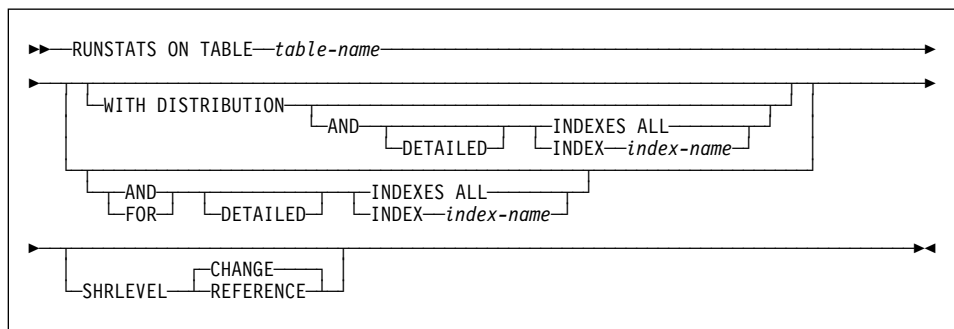 RUNSTATS ON TABLE table-name
WITH DISTRIBUTION
AND DETAILED INDEXES ALL
INDEX index-name
AND FOR DETAILED INDEXES ALL
INDEX index-name
SHRLEVEL CHANGE
REFERENCE